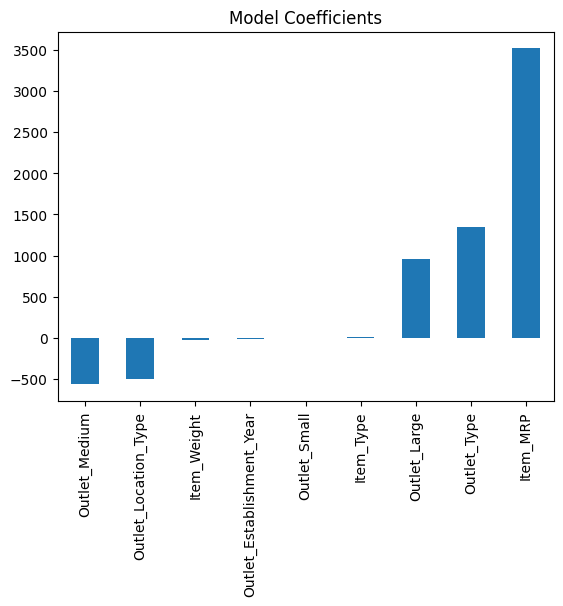 Model Coefficients
3500
3000
2500
2000
1500
1000
500
0
−500
Outlet_Medium
Outlet_Location_Type
Item_Weight
Outlet_Establishment_Year
Outlet_Small
Item_Type
Outlet_Large
Outlet_Type
Item_MRP